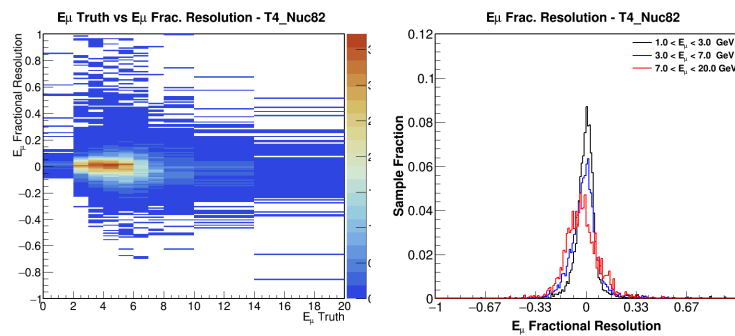 Eμ Truth vs Eμ Frac. Resolution - T4_Nuc82
Eμ Fractional Resolution
1
0.8
0.6
0.4
0.2
0
−0.2
−0.4
−0.6
−0.8
−1
0 2 4 6 8 10 12 14 16 18 20
Eμ Truth
Eμ Frac. Resolution - T4_Nuc82
1.0 < Eμ < 3.0 GeV
3.0 < Eμ < 7.0 GeV
7.0 < Eμ < 20.0 GeV
Sample Fraction
0.12
0.1
0.08
0.06
0.04
0.02
0
−1 −0.67 −0.33 0 0.33 0.67
Eμ Fractional Resolution